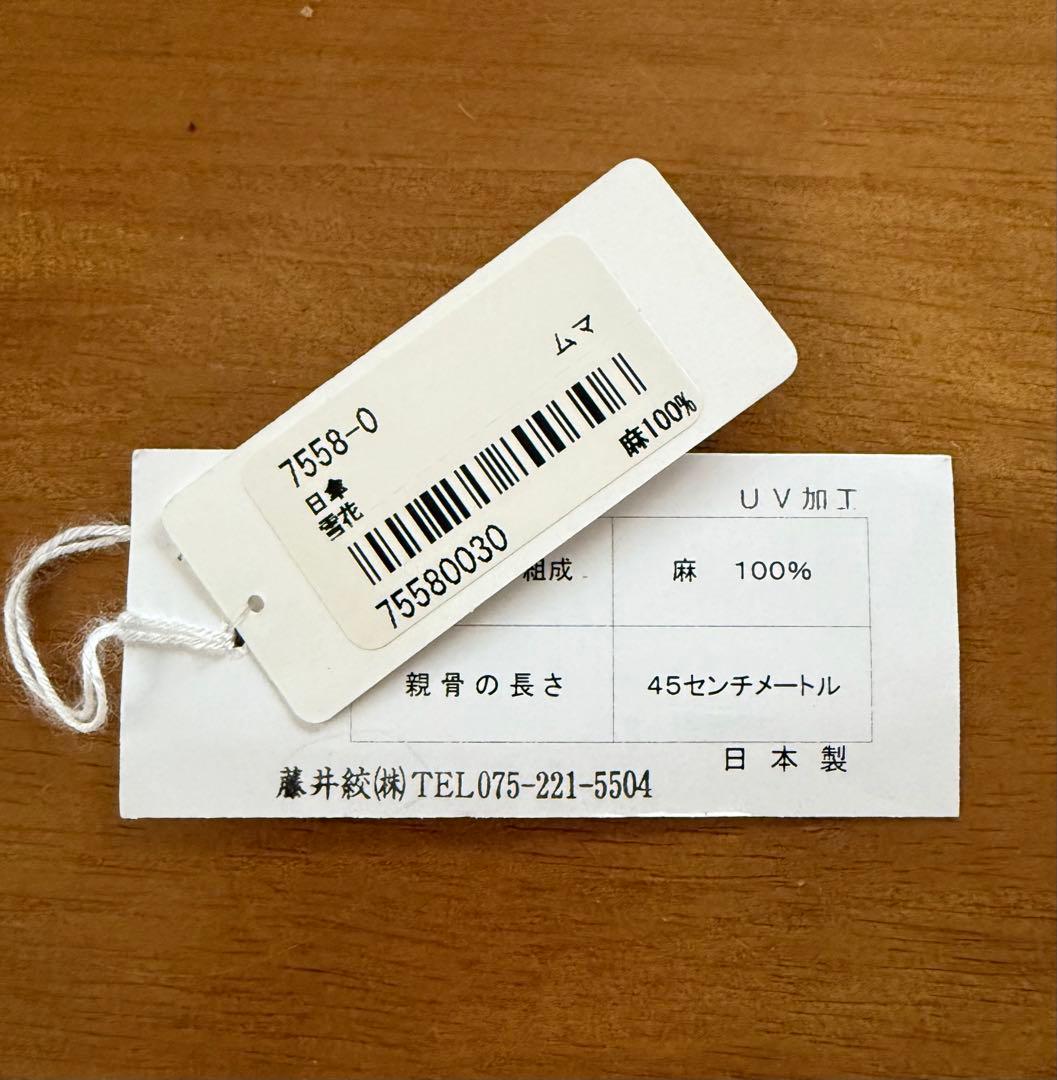 7558-0
日傘
雪花
ムマ
麻100%
75580030
UV加工
組成
麻 100%
親骨の長さ
45センチメートル
日本製
藤井絞㈱TEL075-221-5504